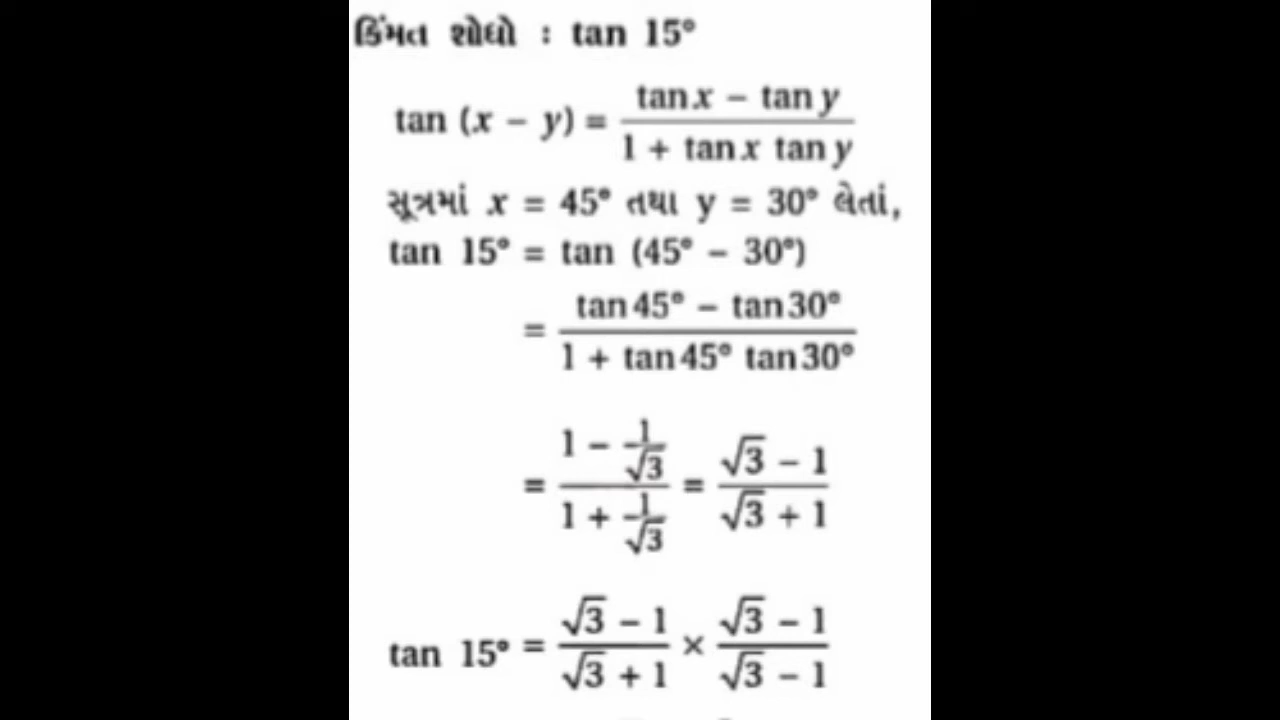 કિંમત શોધો : tan 15°
tan (x − y) = (tan x − tan y) / (1 + tan x tan y)
સૂત્રમાં x = 45° તથા y = 30° લેતાં,
tan 15° = tan (45° − 30°)
= (tan 45° − tan 30°) / (1 + tan 45° tan 30°)
= (1 − 1/√3) / (1 + 1/√3) = (√3 − 1) / (√3 + 1)
tan 15° = (√3 − 1) / (√3 + 1) × (√3 − 1) / (√3 − 1)